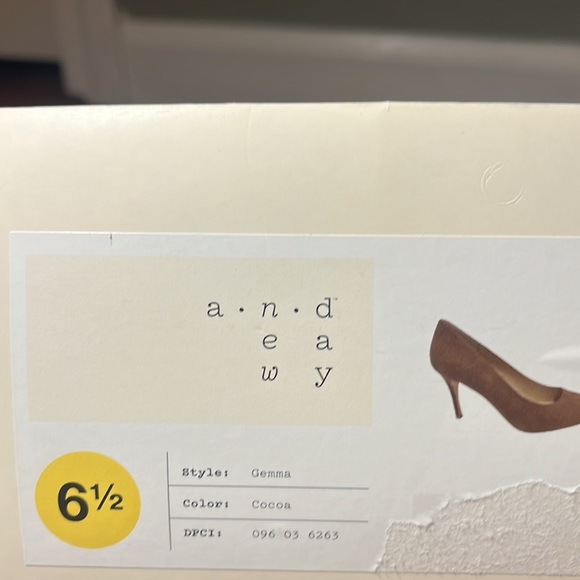 a · n · d
e a
w y
6½
Style: Gemma
Color: Cocoa
DPCI: 096 03 6263